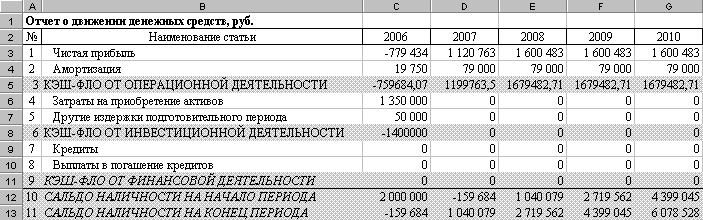 A B C D E F G
1 Отчет о движении денежных средств, руб.
2 № Наименование статьи 2006 2007 2008 2009 2010
3 1 Чистая прибыль -779 434 1 120 763 1 600 483 1 600 483 1 600 483
4 2 Амортизация 19 750 79 000 79 000 79 000 79 000
5 3 КЭШ-ФЛО ОТ ОПЕРАЦИОННОЙ ДЕЯТЕЛЬНОСТИ -759684,07 1199763,5 1679482,71 1679482,71 1679482,71
6 4 Затраты на приобретение активов 1 350 000 0 0 0 0
7 5 Другие издержки подготовительного периода 50 000 0 0 0 0
8 6 КЭШ-ФЛО ОТ ИНВЕСТИЦИОННОЙ ДЕЯТЕЛЬНОСТИ -1400000 0 0 0 0
9 7 Кредиты 0 0 0 0 0
10 8 Выплаты в погашение кредитов 0 0 0 0 0
11 9 КЭШ-ФЛО ОТ ФИНАНСОВОЙ ДЕЯТЕЛЬНОСТИ 0 0 0 0 0
12 10 САЛЬДО НАЛИЧНОСТИ НА НАЧАЛО ПЕРИОДА 2 000 000 -159 684 1 040 079 2 719 562 4 399 045
13 11 САЛЬДО НАЛИЧНОСТИ НА КОНЕЦ ПЕРИОДА -159 684 1 040 079 2 719 562 4 399 045 6 078 528